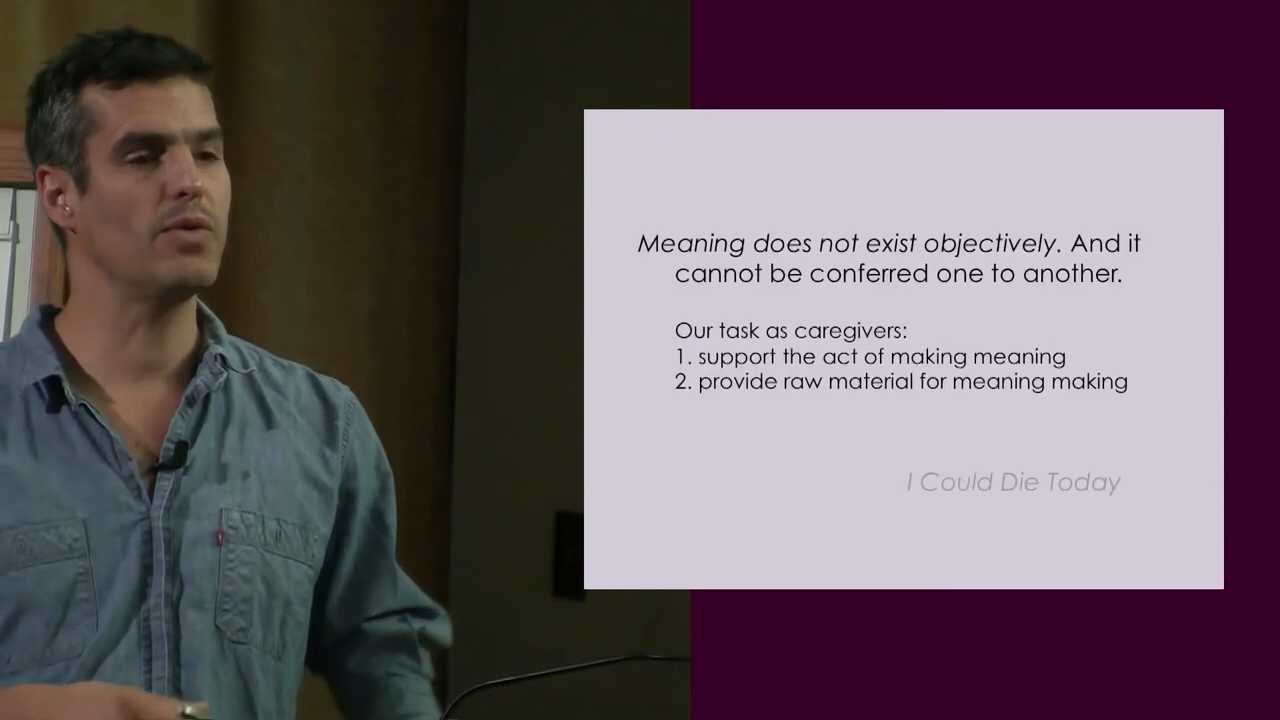 Meaning does not exist objectively. And it
cannot be conferred one to another.
Our task as caregivers:
1. support the act of making meaning
2. provide raw material for meaning making
I Could Die Today